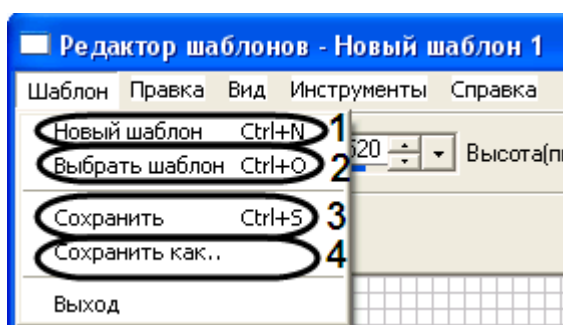 Редактор шаблонов - Новый шаблон 1
Шаблон Правка Вид Инструменты Справка
Новый шаблон Ctrl+N 1
520 Высота(п
Выбрать шаблон Ctrl+O 2
Сохранить Ctrl+S 3
Сохранить как.. 4
Выход